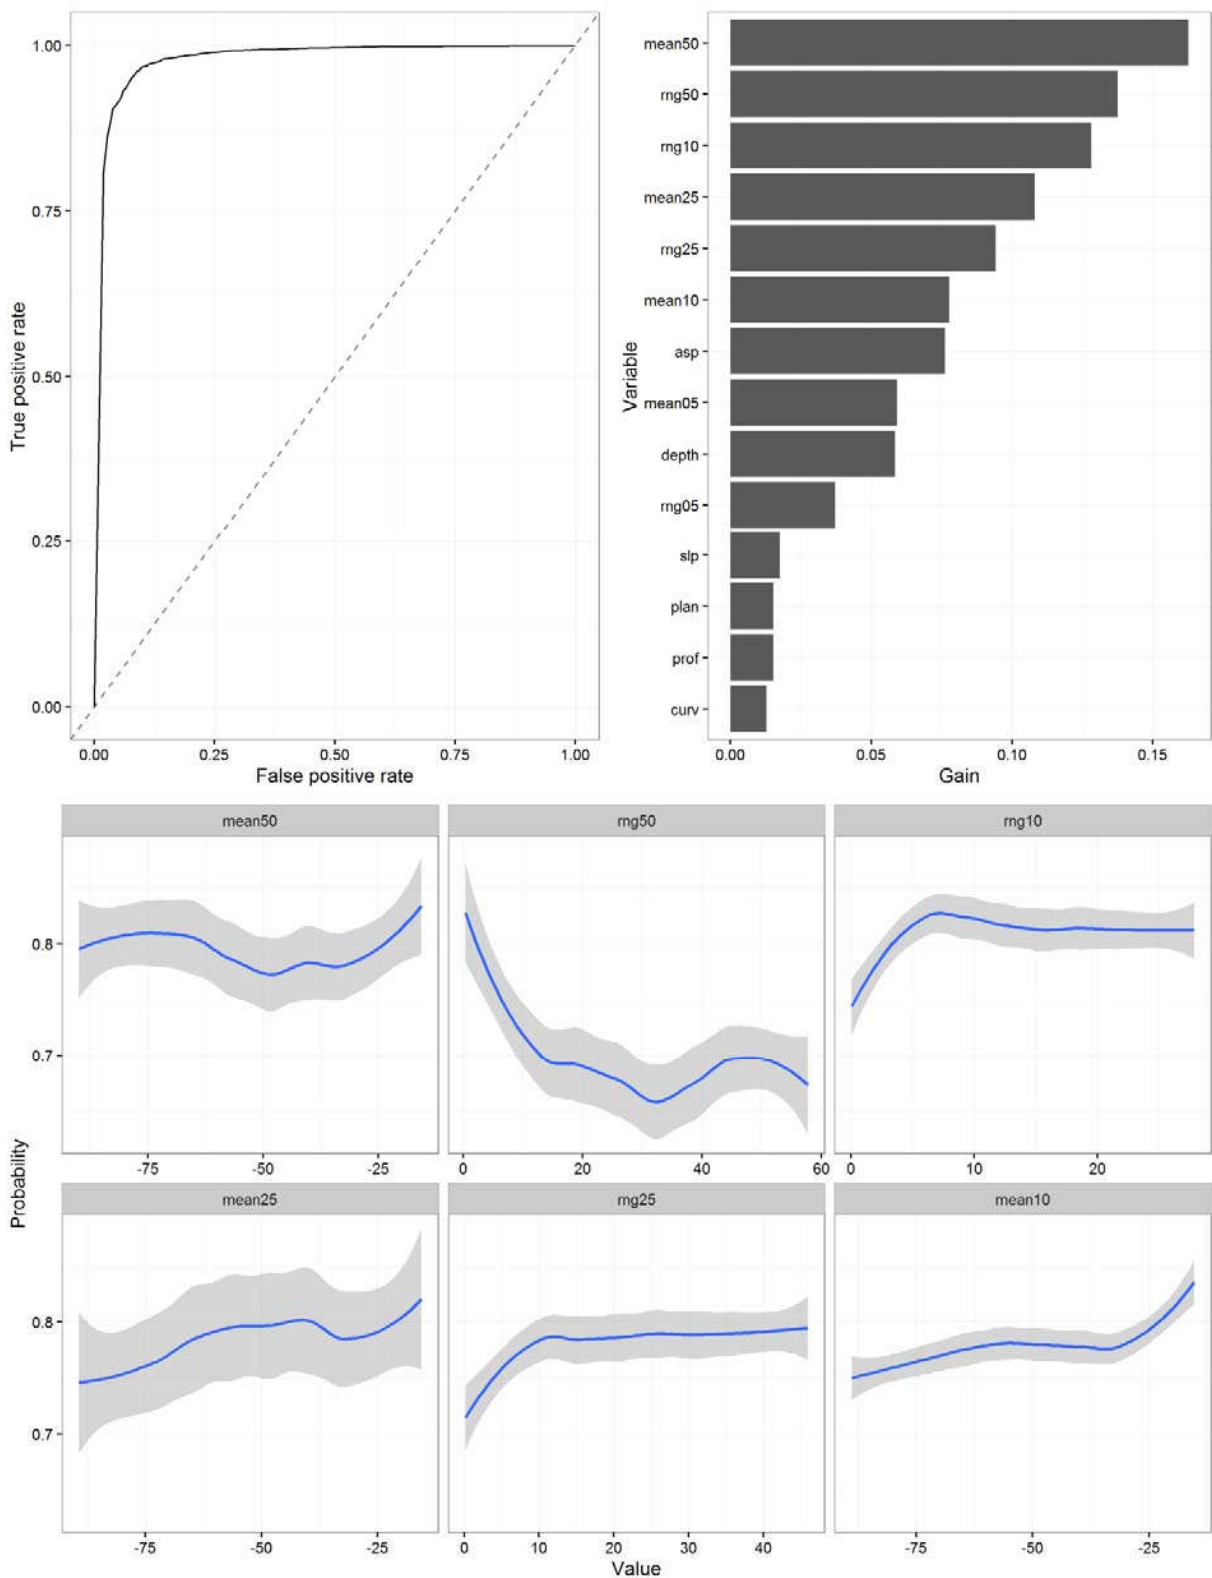 1.00
0.75
0.50
0.25
0.00
True positive rate
0.00 0.25 0.50 0.75 1.00
False positive rate
mean50
rng50
rng10
mean25
rng25
mean10
asp
mean05
depth
rng05
slp
plan
prof
curv
Variable
0.00 0.05 0.10 0.15
Gain
mean50 rng50 rng10
0.8
0.7
-75 -50 -25 0 20 40 60 0 10 20
mean25 rng25 mean10
0.8
0.7
-75 -50 -25 0 10 20 30 40 -75 -50 -25
Probability
Value